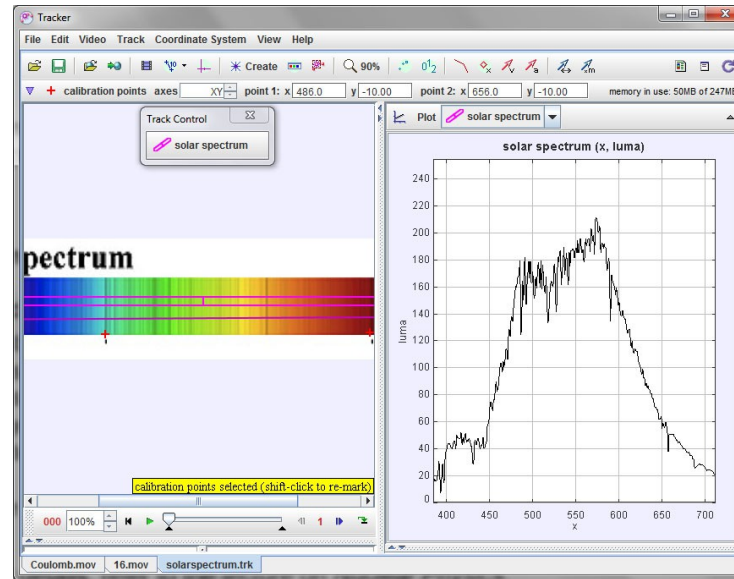 Tracker
File Edit Video Track Coordinate System View Help
Create 90%
calibration points axes XY point 1: x 486.0 y -10.00 point 2: x 656.0 y -10.00 memory in use: 50MB of 247MB
Track Control
solar spectrum
pectrum
calibration points selected (shift-click to re-mark)
000 100% 1
Plot solar spectrum
solar spectrum (x, luma)
240
220
200
180
160
140
120
100
80
60
40
20
0
luma
400 450 500 550 600 650 700
x
Coulomb.mov 16.mov solarspectrum.trk